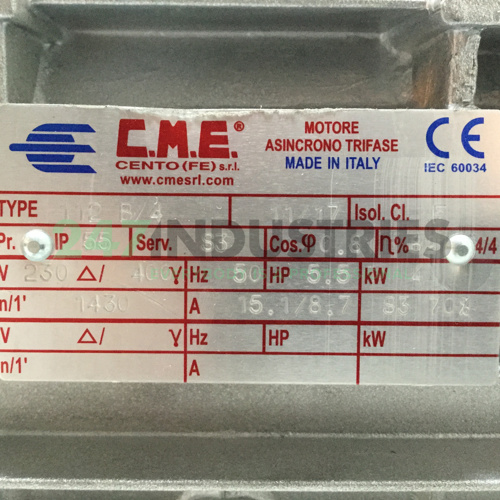 C.M.E.®
CENTO (FE) s.r.l.
www.cmesrl.com
MOTORE
ASINCRONO TRIFASE
MADE IN ITALY
CE
IEC 60034
TYPE Isol. Cl.
Pr. IP 55 Serv. S3 Cos.φ η% 4/4
V 230 Δ/ 400 Y Hz 50 HP 5.5 kW
n/1' 1430 A 15.1/8.7
V Δ/ Y Hz HP kW
n/1' A